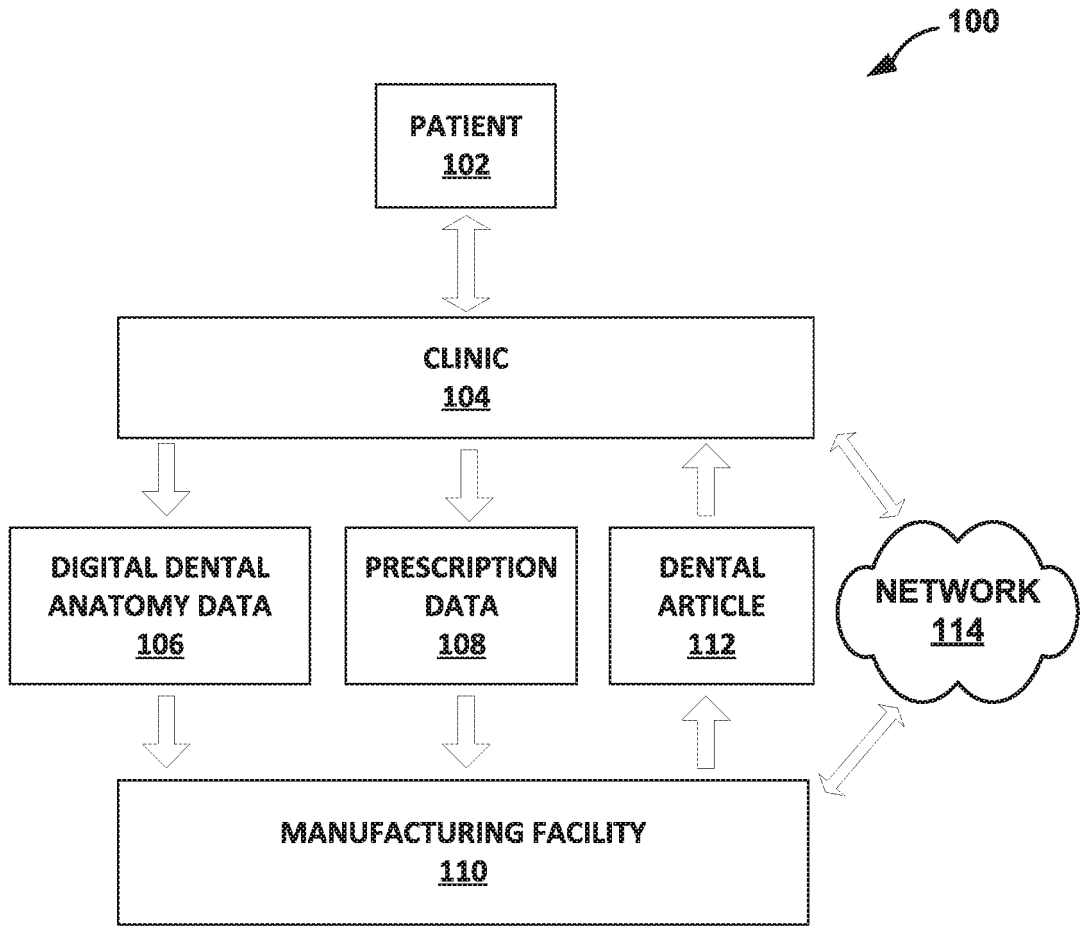 100
PATIENT
102
CLINIC
104
DIGITAL DENTAL
ANATOMY DATA
106
PRESCRIPTION
DATA
108
DENTAL
ARTICLE
112
NETWORK
114
MANUFACTURING FACILITY
110